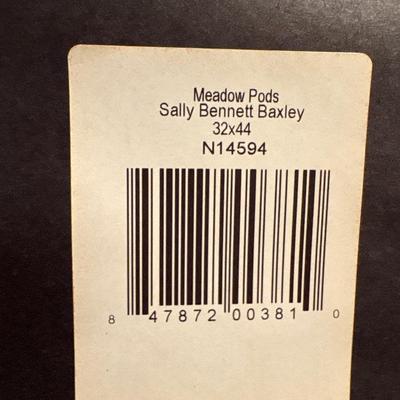 Meadow Pods
Sally Bennett Baxley
32x44
N14594
8 47872 00381 0